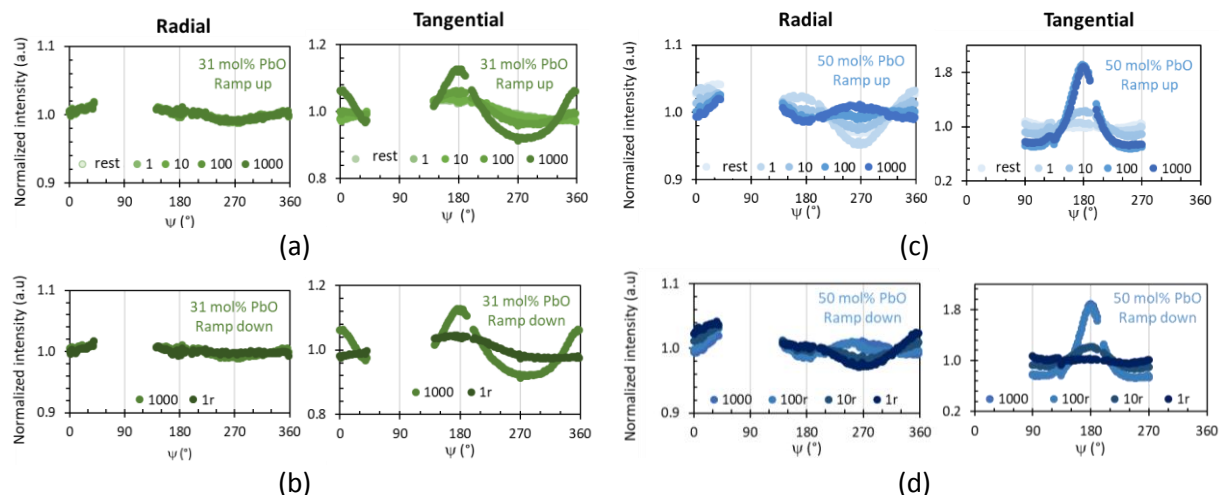 Radial
Tangential
Radial
Tangential
Normalized intensity (a.u)
1.1
1.0
0.9
31 mol% PbO
Ramp up
rest 1 10 100 1000
0 90 180 270 360
ψ (°)
1.2
1.0
0.8
31 mol% PbO
Ramp up
rest 1 10 100 1000
0 90 180 270 360
ψ (°)
(a)
Normalized intensity (a.u)
1.1
1.0
0.9
50 mol% PbO
Ramp up
rest 1 10 100 1000
0 90 180 270 360
ψ (°)
1.8
1.0
0.2
50 mol% PbO
Ramp up
rest 1 10 100 1000
0 90 180 270 360
ψ (°)
(c)
Normalized intensity (a.u)
1.1
1.0
0.9
31 mol% PbO
Ramp down
1000 1r
0 90 180 270 360
ψ (°)
1.2
1.0
0.8
31 mol% PbO
Ramp down
1000 1r
0 90 180 270 360
ψ (°)
(b)
Normalized intensity (a.u)
1.1
1.0
0.9
50 mol% PbO
Ramp down
1000 100r 10r 1r
0 90 180 270 360
ψ (°)
1.8
1.0
0.2
50 mol% PbO
Ramp down
1000 100r 10r 1r
0 90 180 270 360
ψ (°)
(d)